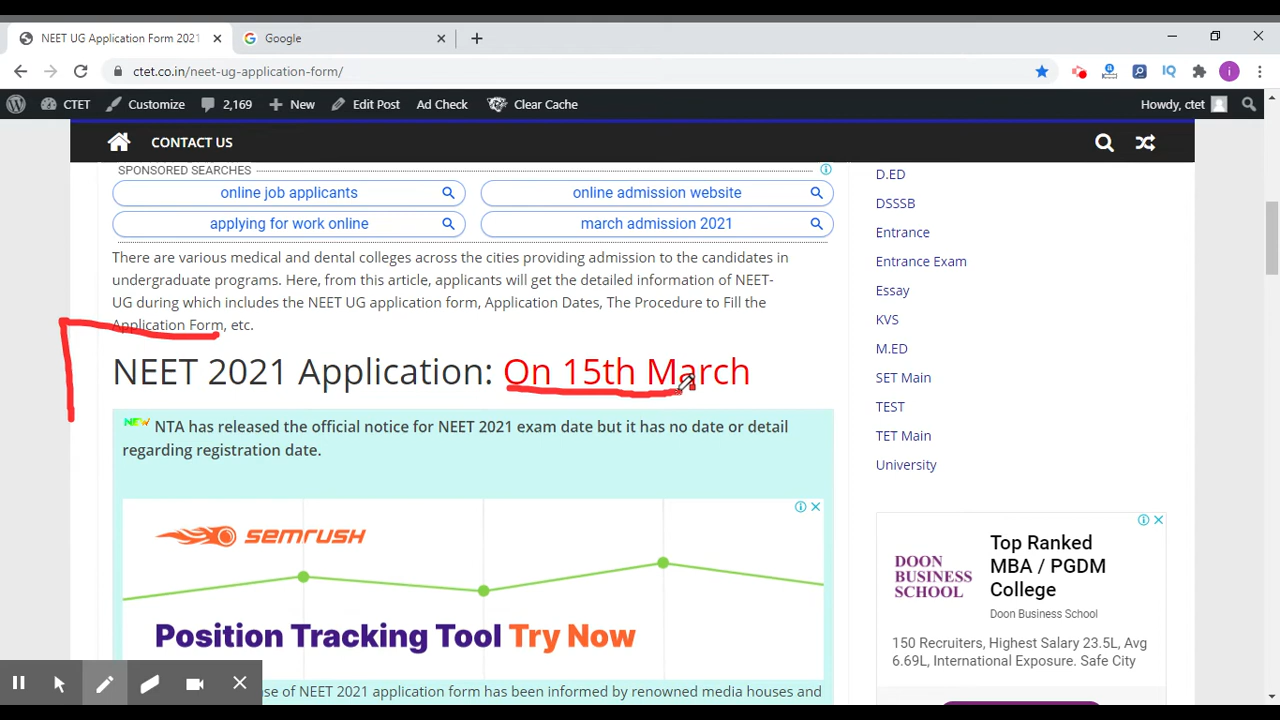 NEET UG Application Form 2021
Google
ctet.co.in/neet-ug-application-form/
CTET
Customize
2,169
New
Edit Post
Ad Check
Clear Cache
Howdy, ctet
CONTACT US
SPONSORED SEARCHES
online job applicants
online admission website
applying for work online
march admission 2021
There are various medical and dental colleges across the cities providing admission to the candidates in
undergraduate programs. Here, from this article, applicants will get the detailed information of NEET-
UG during which includes the NEET UG application form, Application Dates, The Procedure to Fill the
Application Form, etc.
NEET 2021 Application: On 15th March
NEW NTA has released the official notice for NEET 2021 exam date but it has no date or detail
regarding registration date.
semrush
Position Tracking Tool Try Now
ase of NEET 2021 application form has been informed by renowned media houses and
D.ED
DSSSB
Entrance
Entrance Exam
Essay
KVS
M.ED
SET Main
TEST
TET Main
University
DOON
BUSINESS
SCHOOL
Top Ranked
MBA / PGDM
College
Doon Business School
150 Recruiters, Highest Salary 23.5L, Avg
6.69L, International Exposure. Safe City